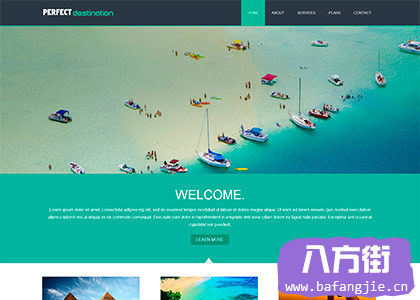 PERFECT destination
HOME ABOUT SERVICES PLANS CONTACT
WELCOME.
Lorem ipsum dolor sit amet, consectetur adipiscing elit, sed do eiusmod tempor incididunt ut labore et dolore magna aliqua. Ut enim ad minim veniam, quis nostrud exercitation
ullamco laboris nisi ut aliquip ex ea commodo consequat. Duis aute irure dolor in reprehenderit in voluptate velit esse cillum dolore eu fugiat nulla pariatur. Excepteur sint occaecat
cupidatat non proident.
LEARN MORE
八方街
www.bafangjie.cn